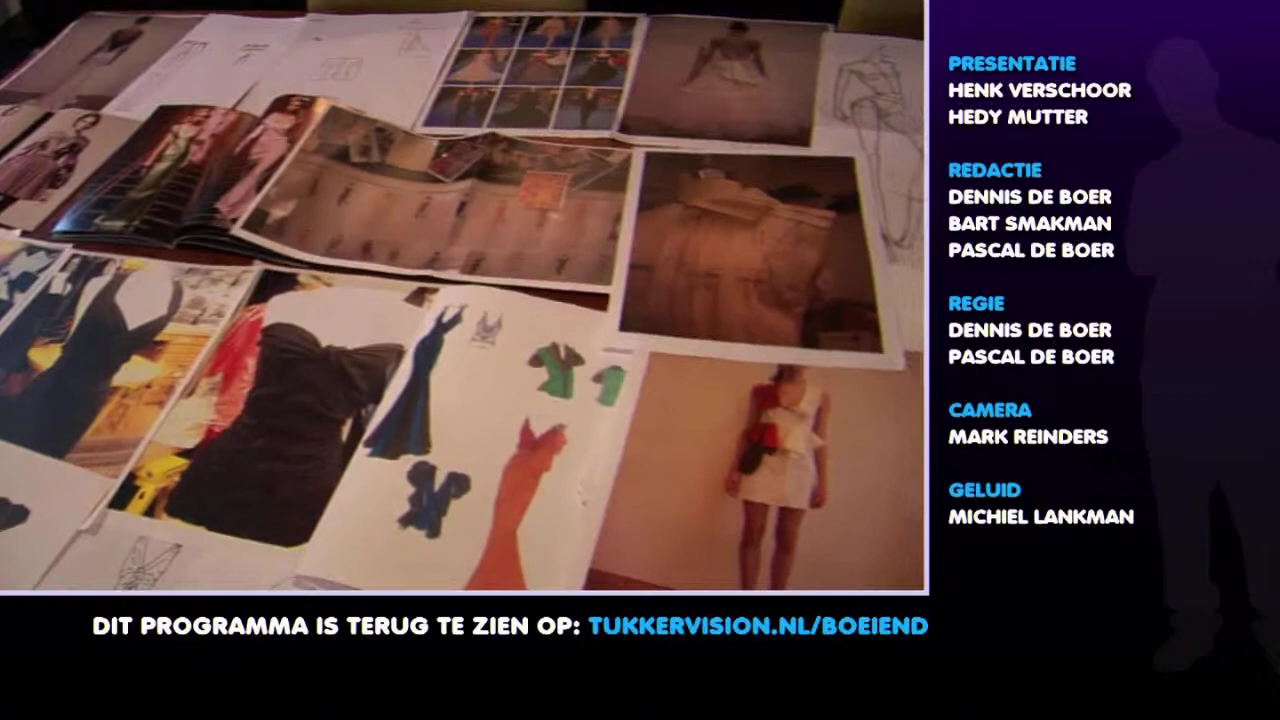 PRESENTATIE
HENK VERSCHOOR
HEDY MUTTER
REDACTIE
DENNIS DE BOER
BART SMAKMAN
PASCAL DE BOER
REGIE
DENNIS DE BOER
PASCAL DE BOER
CAMERA
MARK REINDERS
GELUID
MICHIEL LANKMAN
DIT PROGRAMMA IS TERUG TE ZIEN OP: TUKKERVISION.NL/BOEIEND